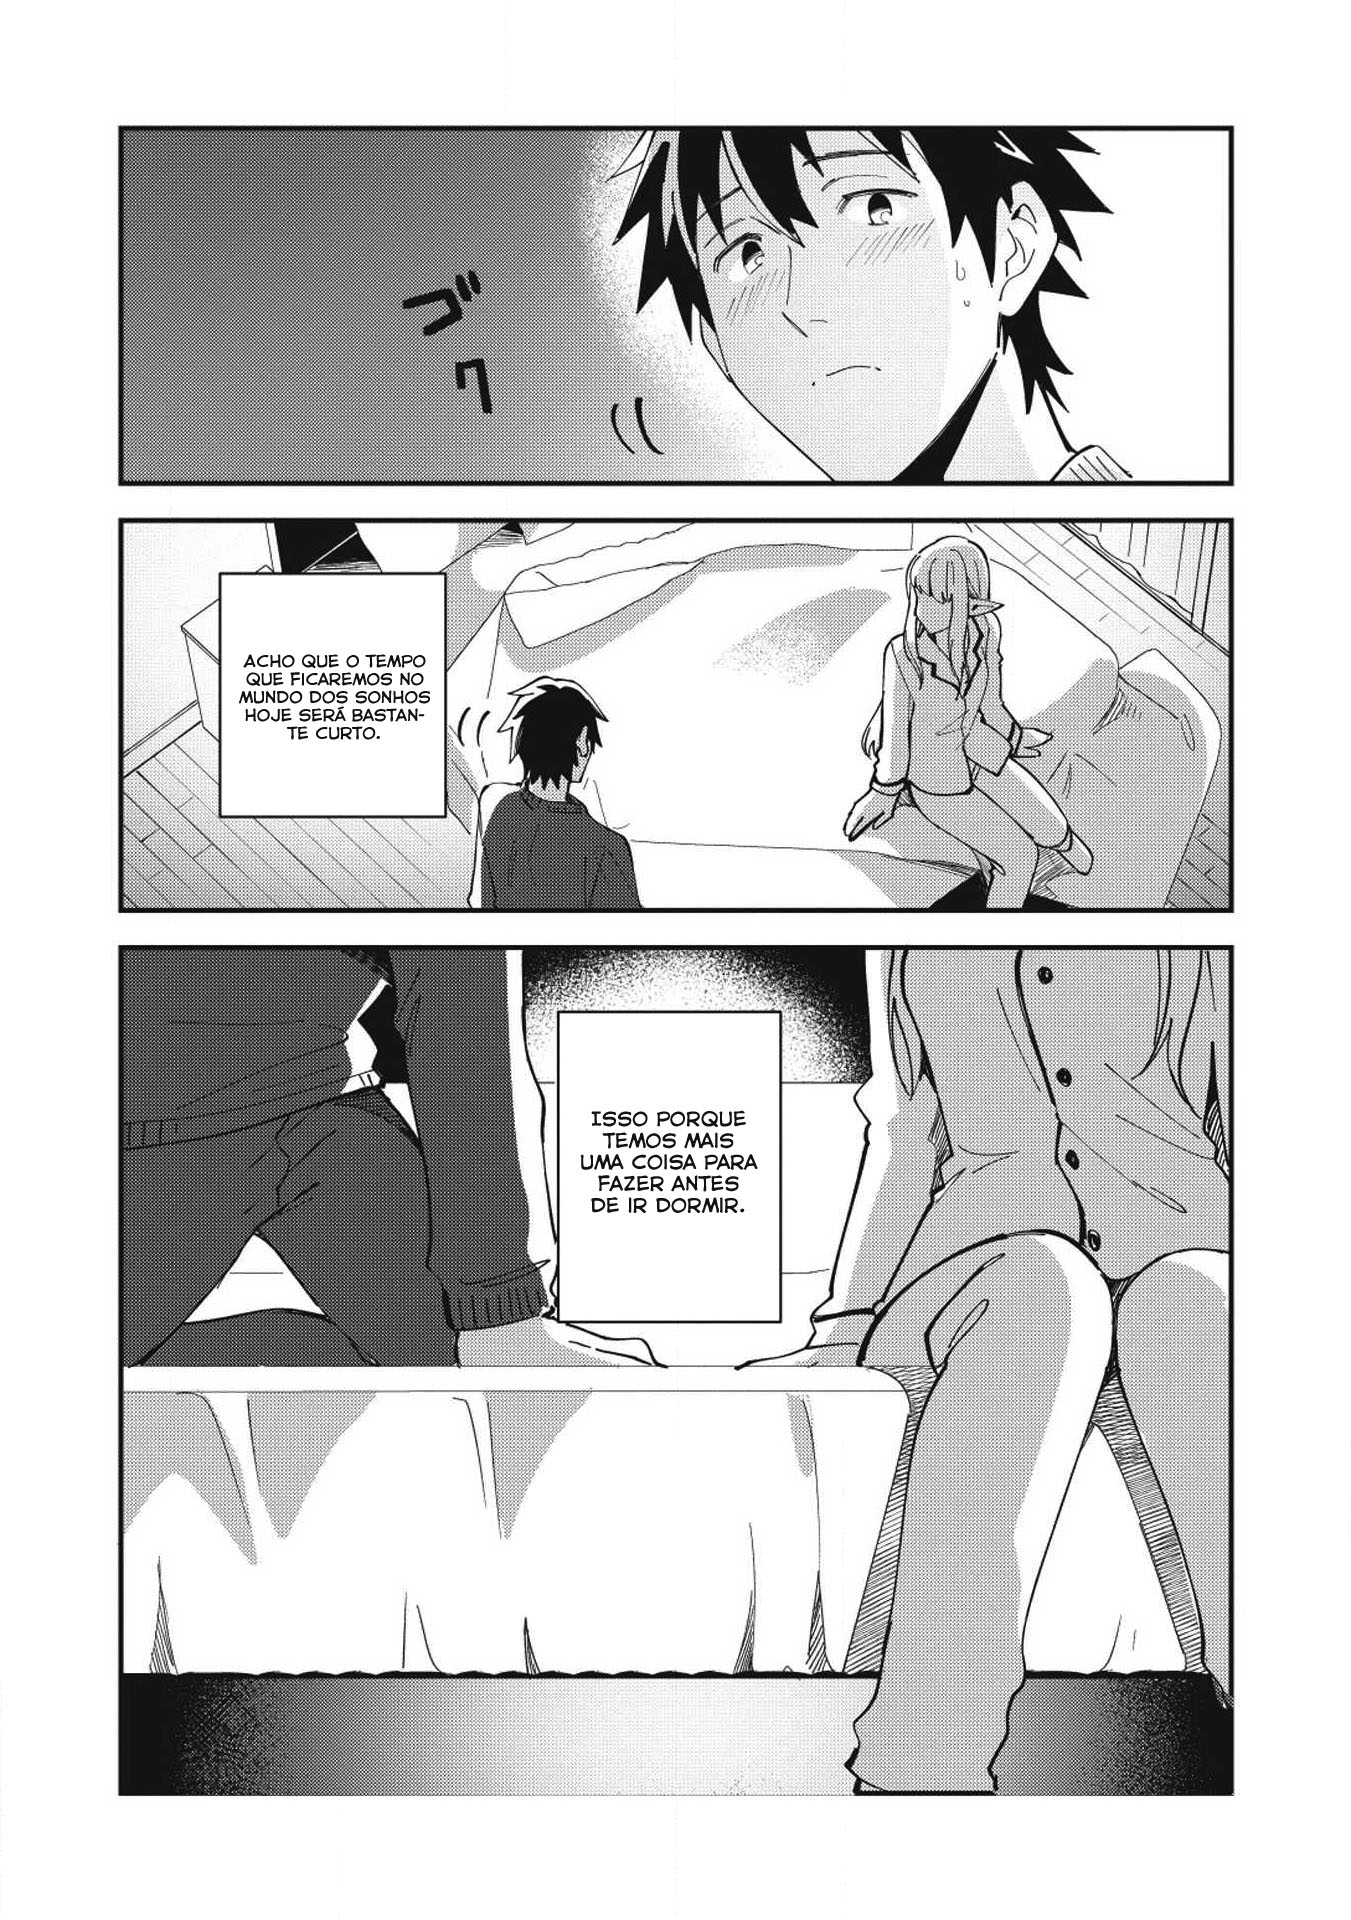 ゴ
ク
ACHO QUE O TEMPO
QUE FICAREMOS NO
MUNDO DOS SONHOS
HOJE SERÁ BASTAN-
TE CURTO.
ISSO PORQUE
TEMOS MAIS
UMA COISA PARA
FAZER ANTES
DE IR DORMIR.